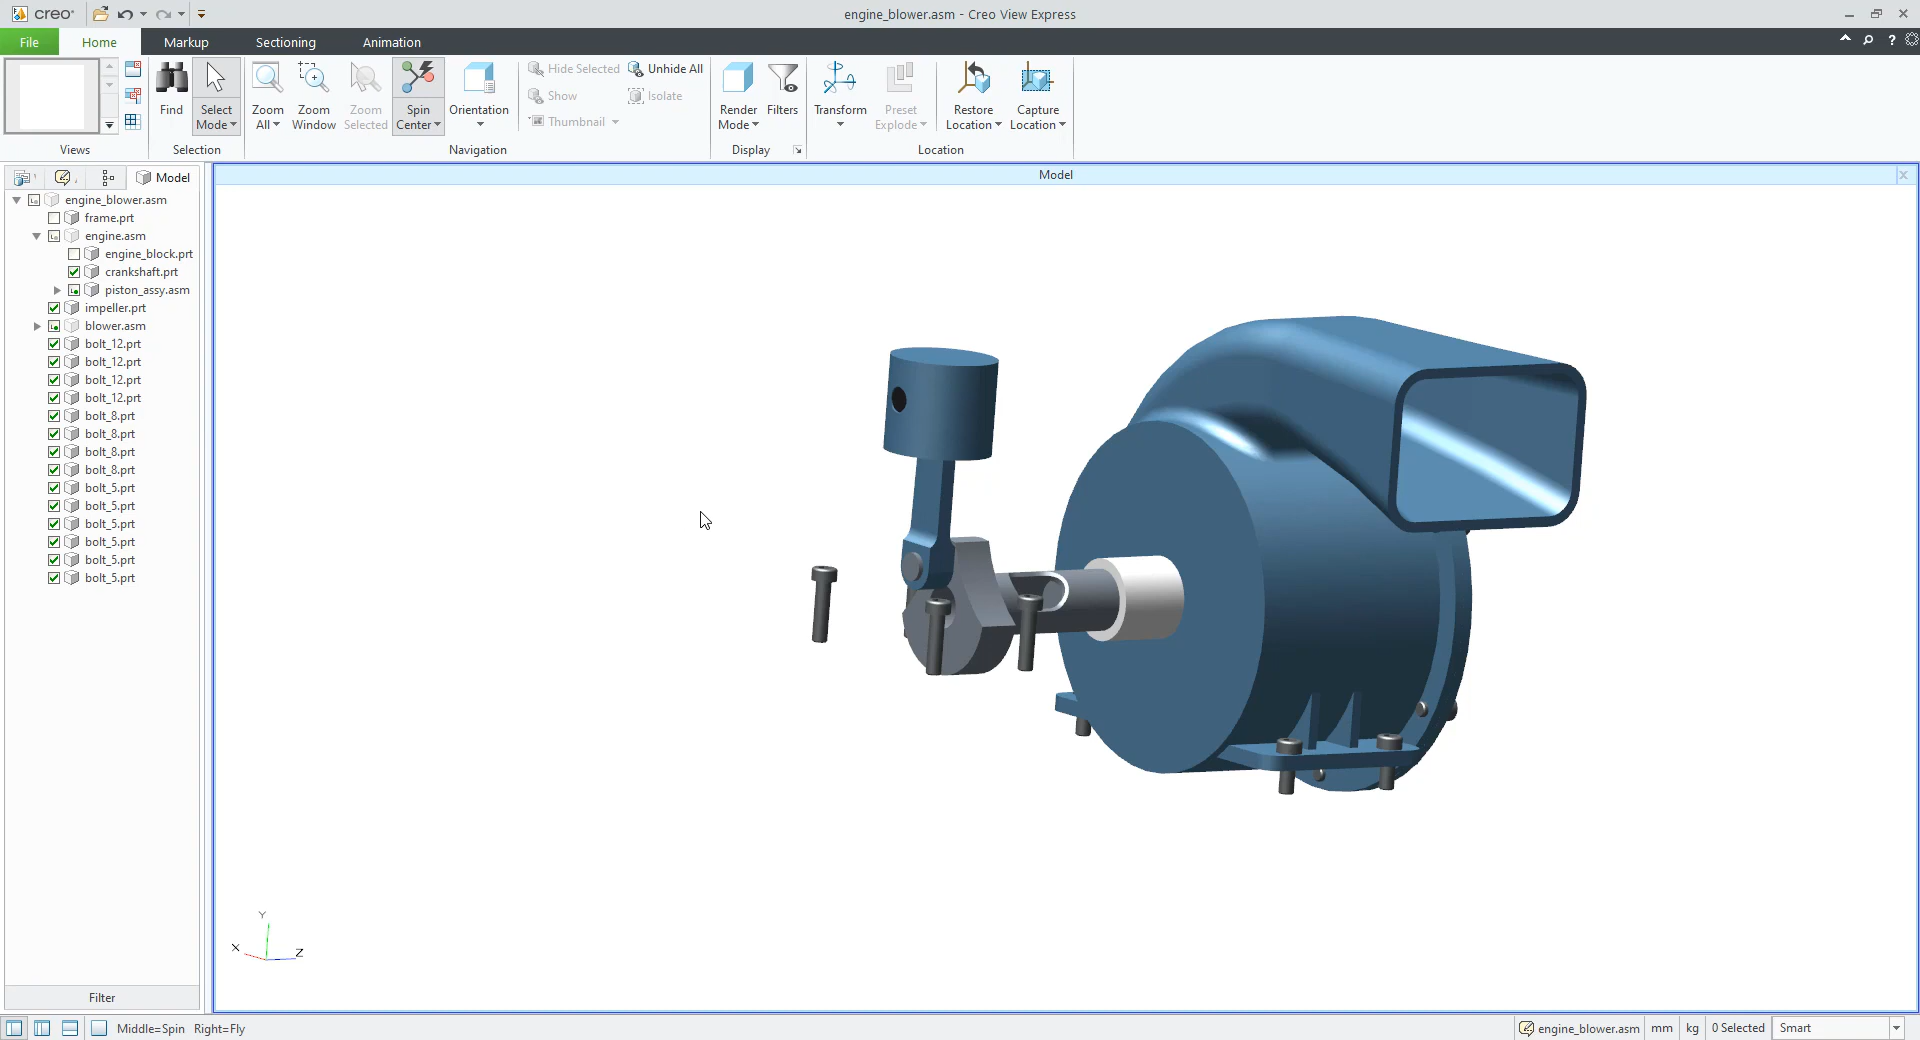 creo
engine_blower.asm - Creo View Express
File
Home
Markup
Sectioning
Animation
?
Find
Select Mode
Zoom All
Zoom Window
Zoom Selected
Spin Center
Orientation
Hide Selected
Show
Thumbnail
Unhide All
Isolate
Render Mode
Filters
Transform
Preset Explode
Restore Location
Capture Location
Views
Selection
Navigation
Display
Location
Model
Model
engine_blower.asm
frame.prt
engine.asm
engine_block.prt
crankshaft.prt
piston_assy.asm
impeller.prt
blower.asm
bolt_12.prt
bolt_12.prt
bolt_12.prt
bolt_12.prt
bolt_8.prt
bolt_8.prt
bolt_8.prt
bolt_8.prt
bolt_5.prt
bolt_5.prt
bolt_5.prt
bolt_5.prt
bolt_5.prt
bolt_5.prt
Y
X
Z
Filter
Middle=Spin Right=Fly
engine_blower.asm
mm
kg
0 Selected
Smart